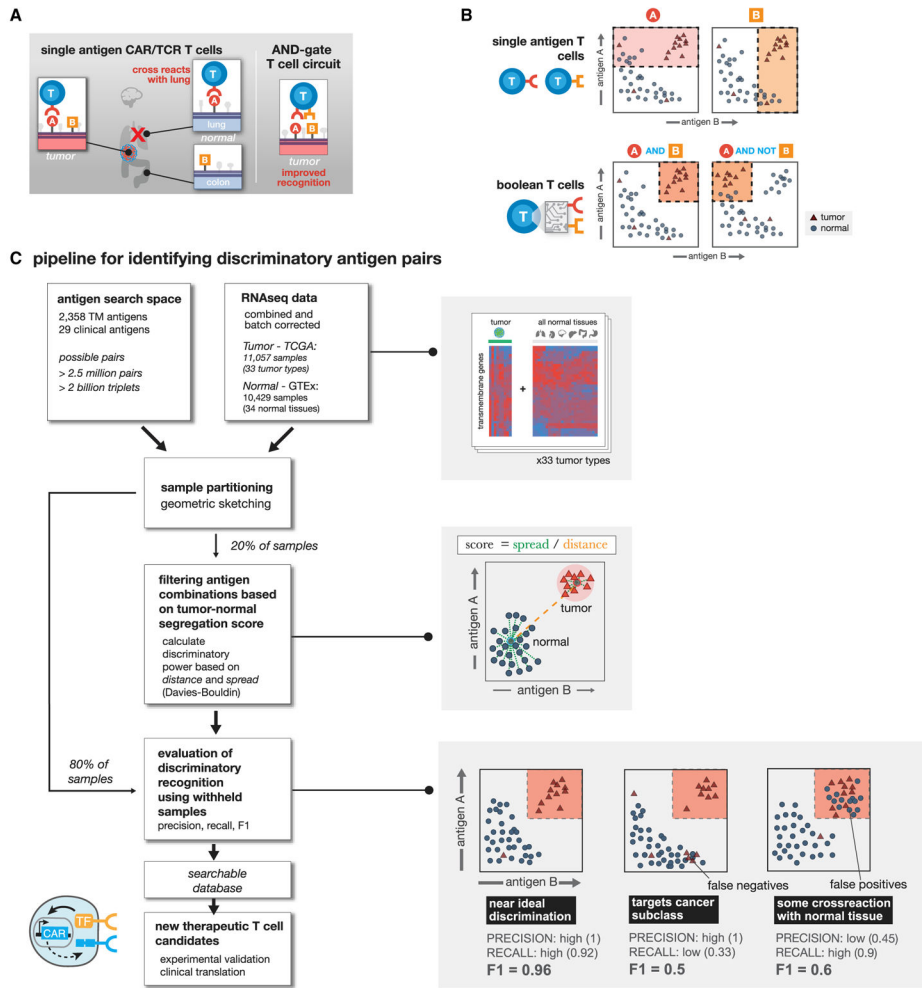 A
single antigen CAR/TCR T cells
AND-gate
T cell circuit
cross reacts
with lung
T
A
B
tumor
T
A
lung
normal
B
colon
T
A
B
tumor
improved
recognition
B
A
B
single antigen T
cells
T
T
antigen A
antigen B
A AND B
A AND NOT B
boolean T cells
T
antigen A
antigen B
tumor
normal
C pipeline for identifying discriminatory antigen pairs
antigen search space
2,358 TM antigens
29 clinical antigens
possible pairs
> 2.5 million pairs
> 2 billion triplets
RNAseq data
combined and
batch corrected
Tumor - TCGA:
11,057 samples
(33 tumor types)
Normal - GTEx:
10,429 samples
(34 normal tissues)
tumor
all normal tissues
transmembrane genes
+
x33 tumor types
sample partitioning
geometric sketching
20% of samples
filtering antigen
combinations based
on tumor-normal
segregation score
calculate
discriminatory
power based on
distance and spread
(Davies-Bouldin)
score = spread / distance
antigen A
tumor
normal
antigen B
80% of
samples
evaluation of
discriminatory
recognition
using withheld
samples
precision, recall, F1
searchable
database
new therapeutic T cell
candidates
experimental validation
clinical translation
TF
CAR
antigen A
antigen B
false negatives
false positives
near ideal
discrimination
PRECISION: high (1)
RECALL: high (0.92)
F1 = 0.96
targets cancer
subclass
PRECISION: high (1)
RECALL: low (0.33)
F1 = 0.5
some crossreaction
with normal tissue
PRECISION: low (0.45)
RECALL: high (0.9)
F1 = 0.6